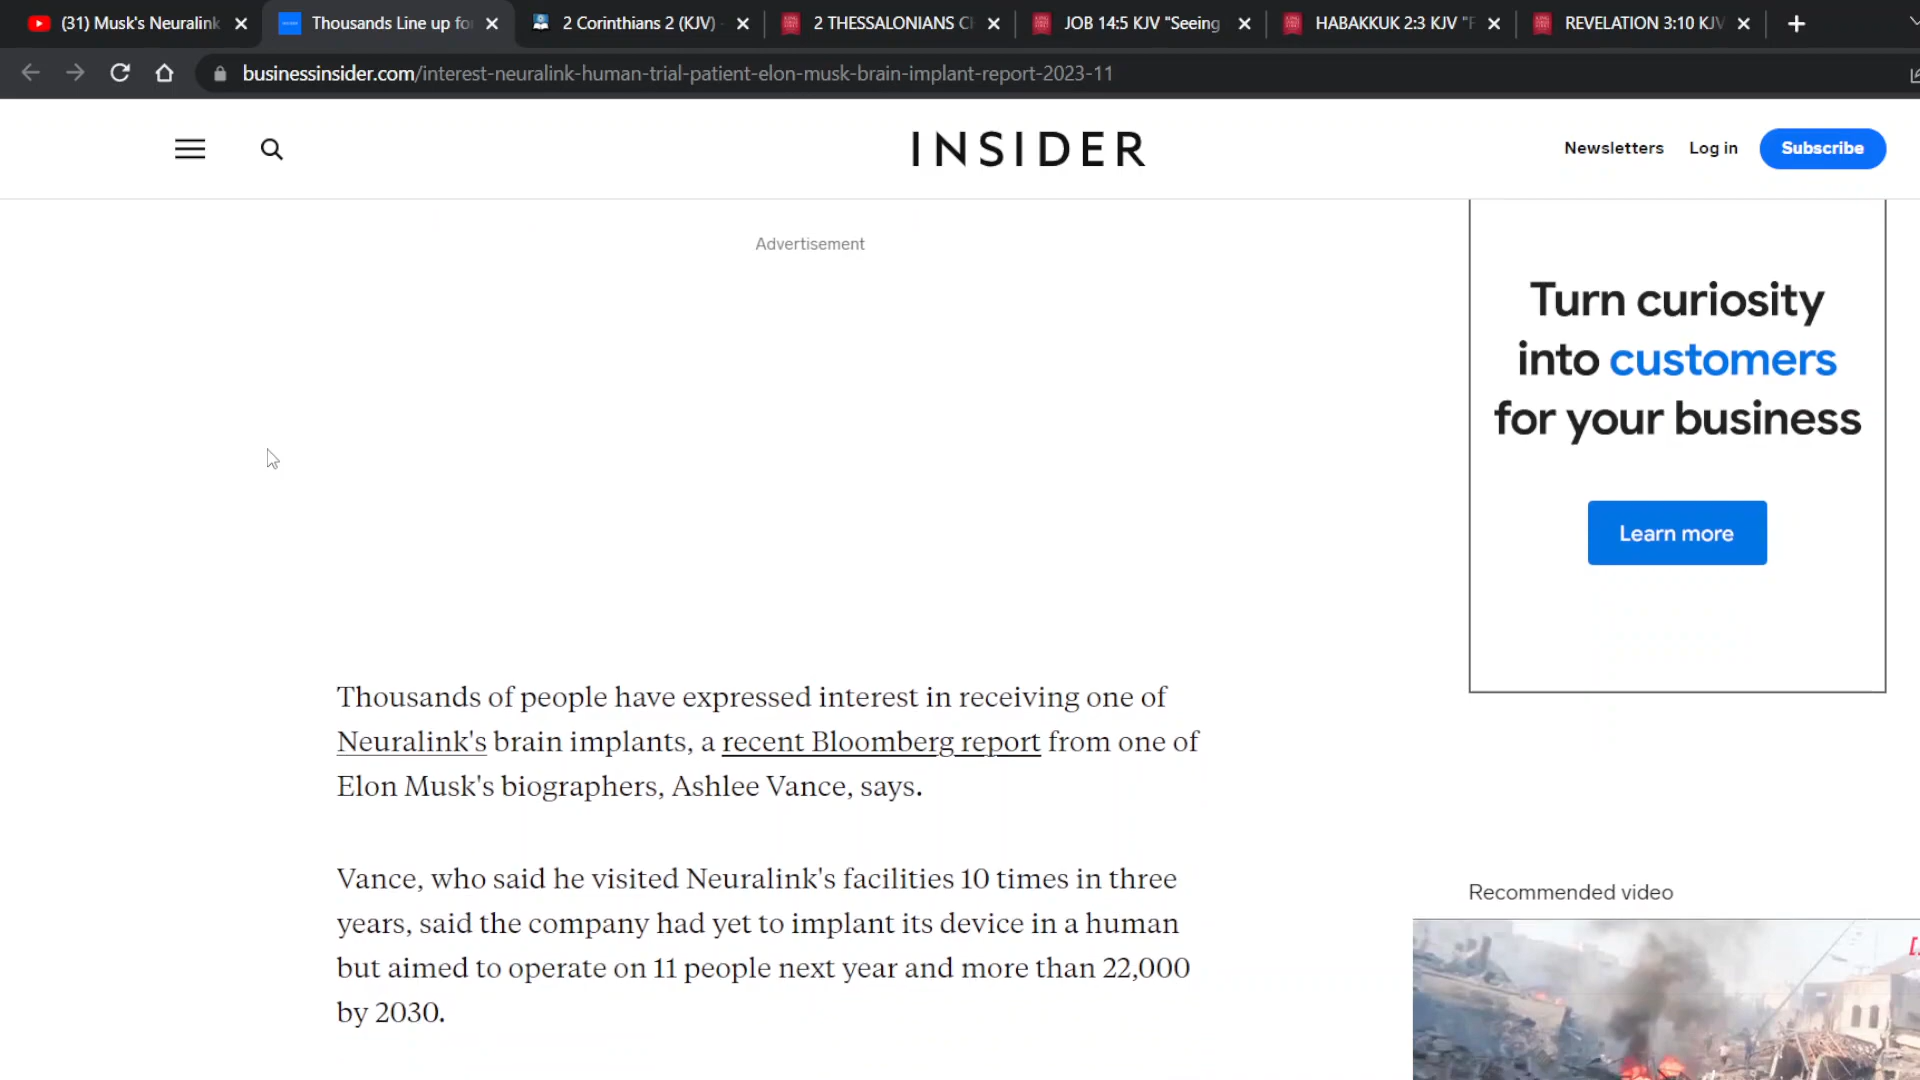 (31) Musk's Neuralink
Thousands Line up fo
2 Corinthians 2 (KJV)
2 THESSALONIANS C
JOB 14:5 KJV "Seeing
HABAKKUK 2:3 KJV "F
REVELATION 3:10 KJV
businessinsider.com/interest-neuralink-human-trial-patient-elon-musk-brain-implant-report-2023-11
INSIDER
Newsletters
Log in
Subscribe
Advertisement
Turn curiosity
into customers
for your business
Learn more
Thousands of people have expressed interest in receiving one of
Neuralink's brain implants, a recent Bloomberg report from one of
Elon Musk's biographers, Ashlee Vance, says.
Vance, who said he visited Neuralink's facilities 10 times in three
years, said the company had yet to implant its device in a human
but aimed to operate on 11 people next year and more than 22,000
by 2030.
Recommended video